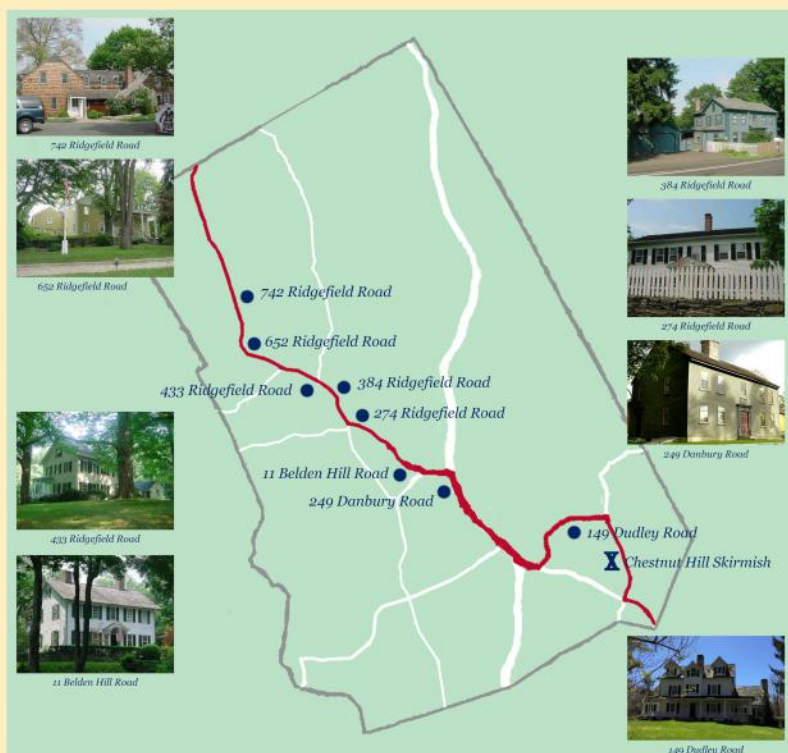 742 Ridgefield Road
652 Ridgefield Road
433 Ridgefield Road
11 Belden Hill Road
742 Ridgefield Road
652 Ridgefield Road
433 Ridgefield Road
384 Ridgefield Road
274 Ridgefield Road
11 Belden Hill Road
249 Danbury Road
149 Dudley Road
Chestnut Hill Skirmish
384 Ridgefield Road
274 Ridgefield Road
249 Danbury Road
149 Dudley Road